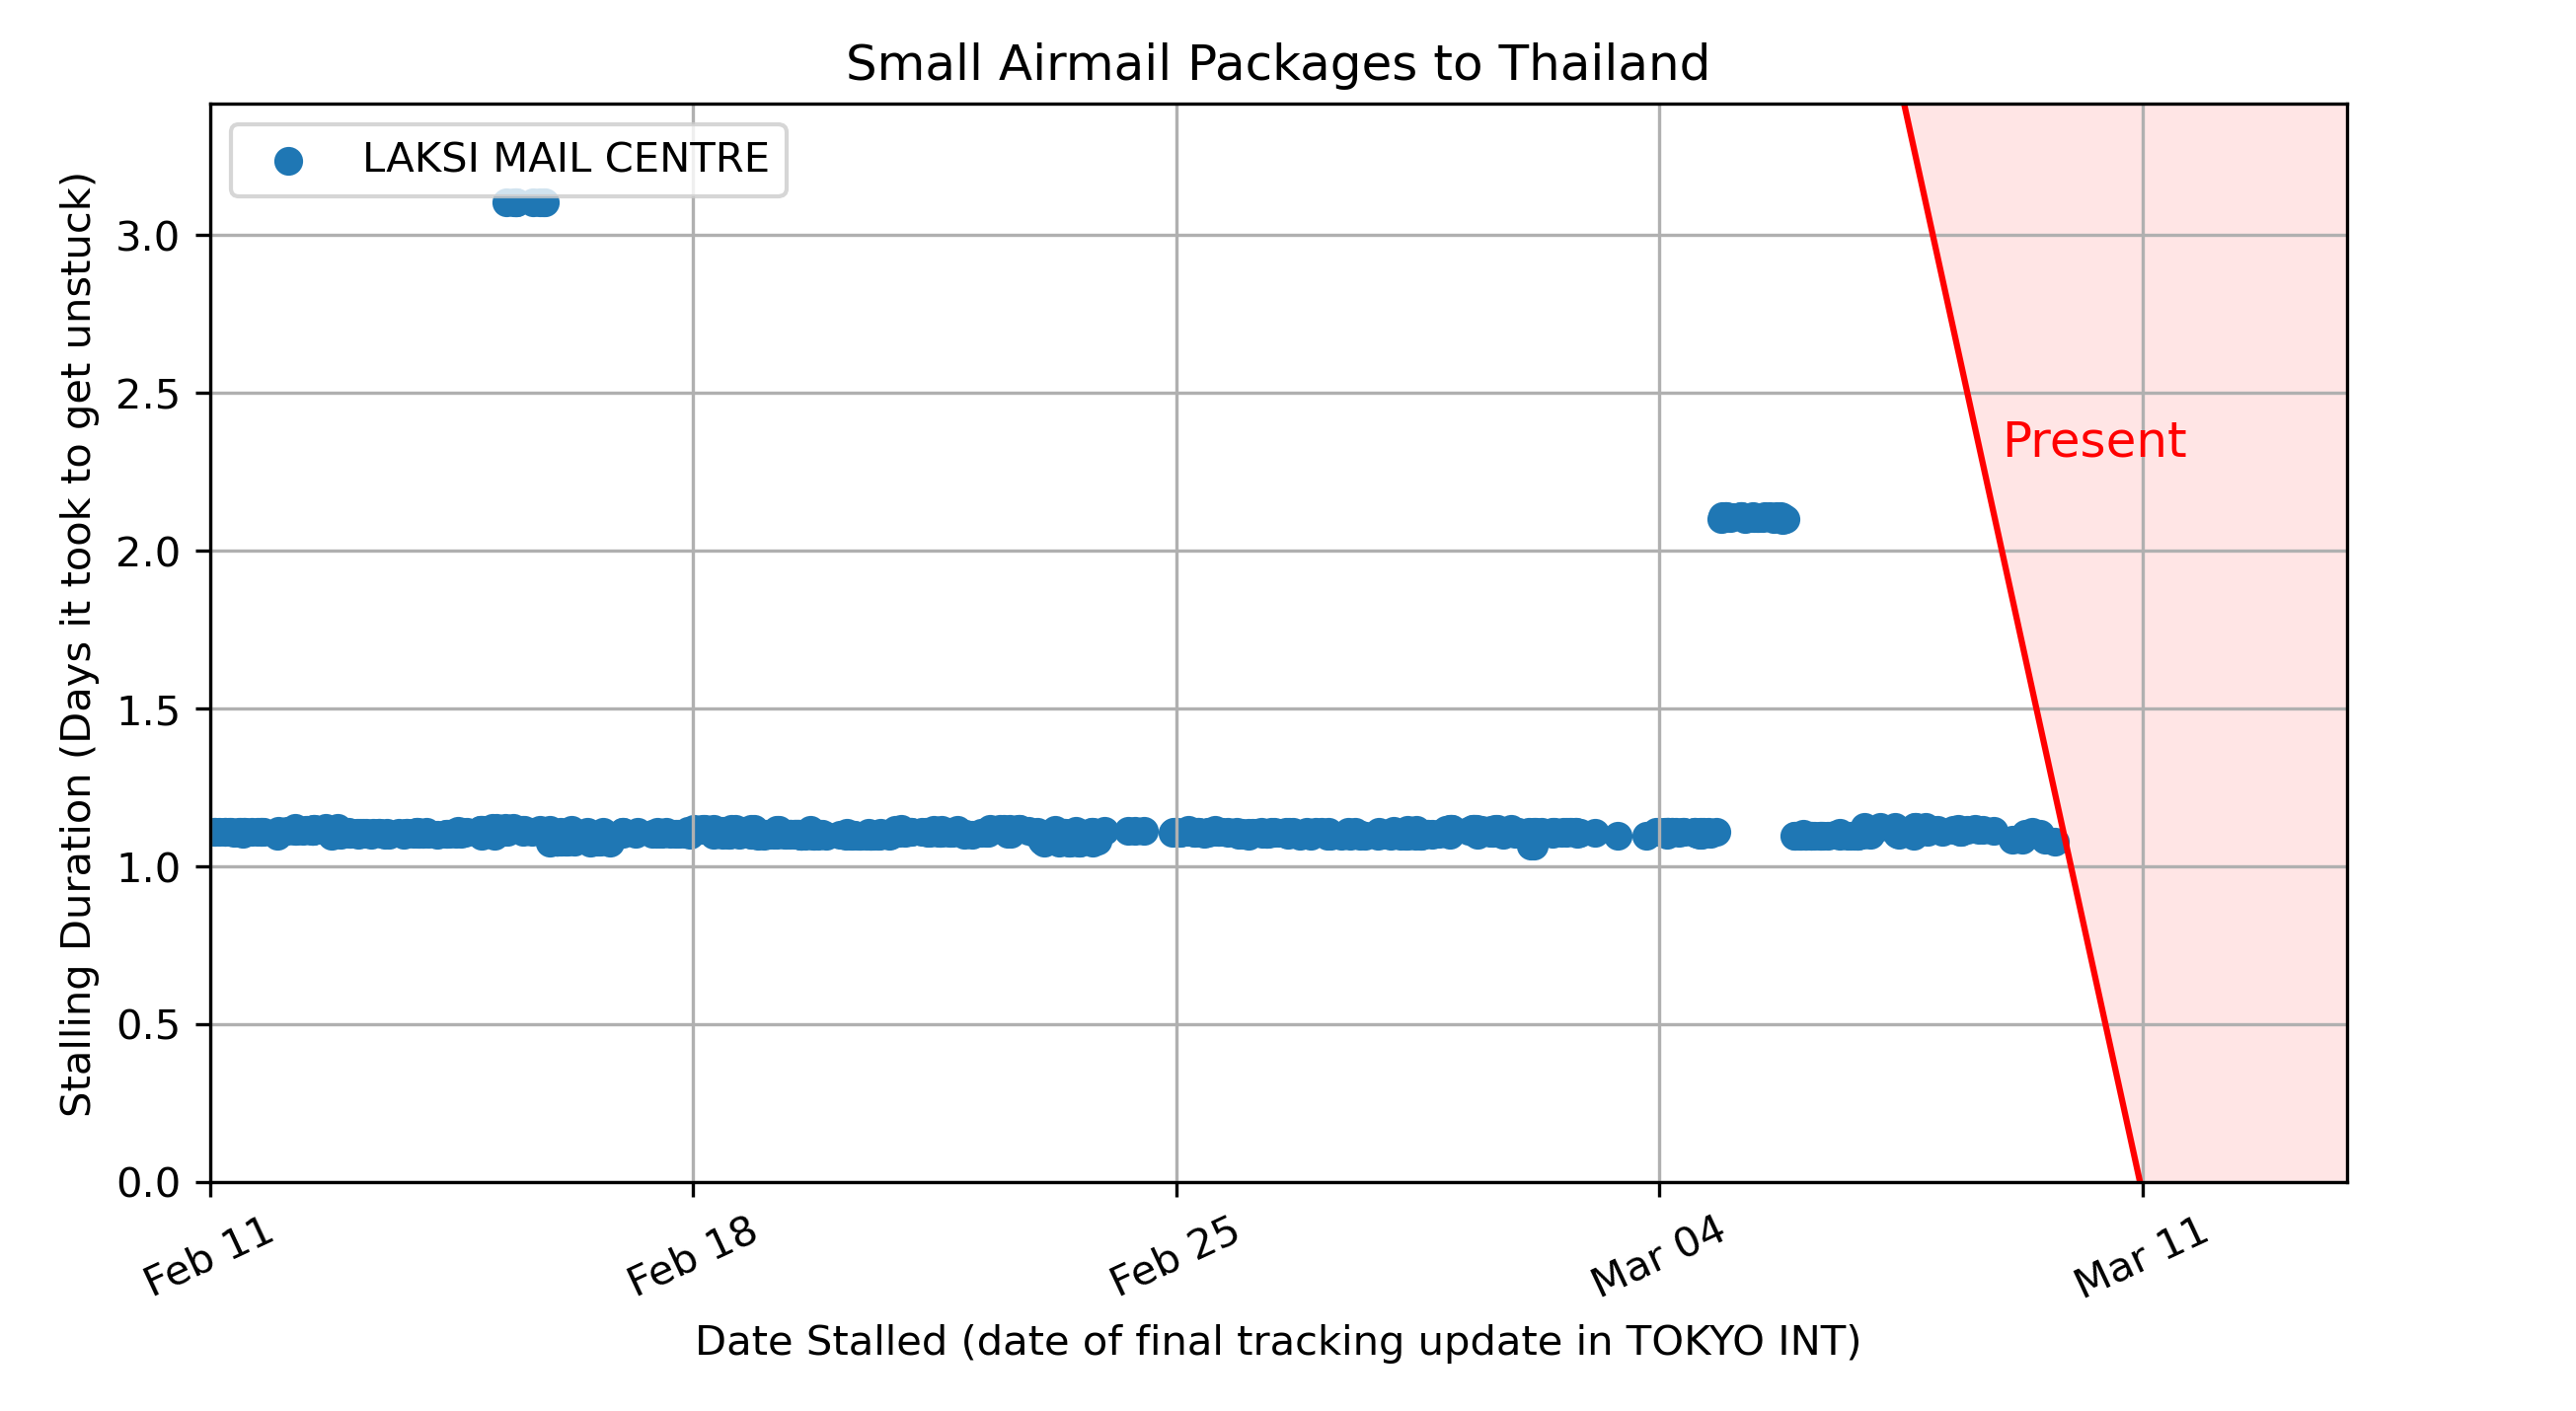 Small Airmail Packages to Thailand
LAKSI MAIL CENTRE
Stalling Duration (Days it took to get unstuck)
3.0
2.5
2.0
1.5
1.0
0.5
0.0
Present
Feb 11
Feb 18
Feb 25
Mar 04
Mar 11
Date Stalled (date of final tracking update in TOKYO INT)